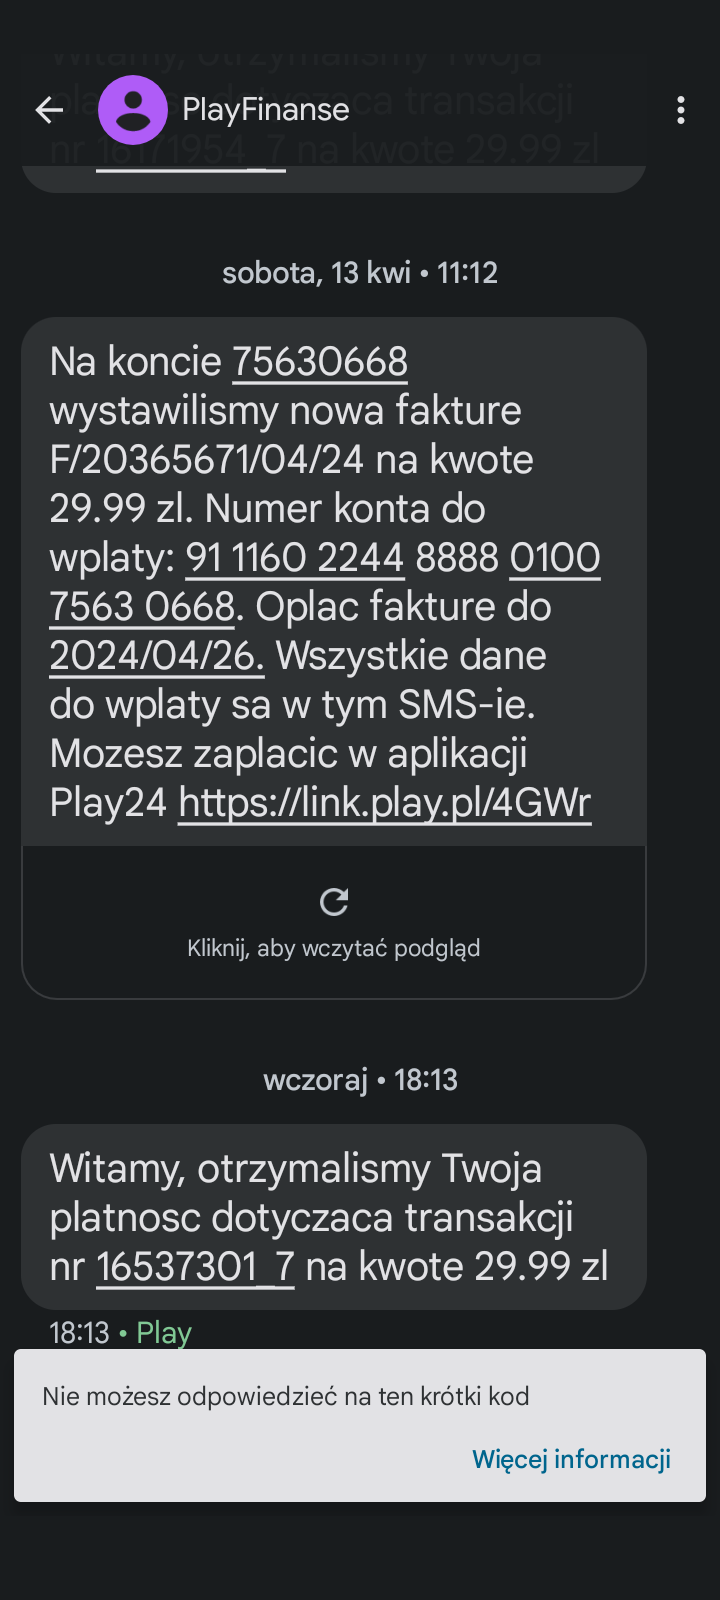 Witamy, otrzymalismy Twoja
PlayFinanse
transakcji
nr 16171954_7 na kwote 29.99 zl
sobota, 13 kwi • 11:12
Na koncie 75630668
wystawilismy nowa fakture
F/20365671/04/24 na kwote
29.99 zl. Numer konta do
wplaty: 91 1160 2244 8888 0100
7563 0668. Oplac fakture do
2024/04/26. Wszystkie dane
do wplaty sa w tym SMS-ie.
Mozesz zaplacic w aplikacji
Play24 https://link.play.pl/4GWr
Kliknij, aby wczytać podgląd
wczoraj • 18:13
Witamy, otrzymalismy Twoja
platnosc dotyczaca transakcji
nr 16537301_7 na kwote 29.99 zl
18:13 • Play
Nie możesz odpowiedzieć na ten krótki kod
Więcej informacji